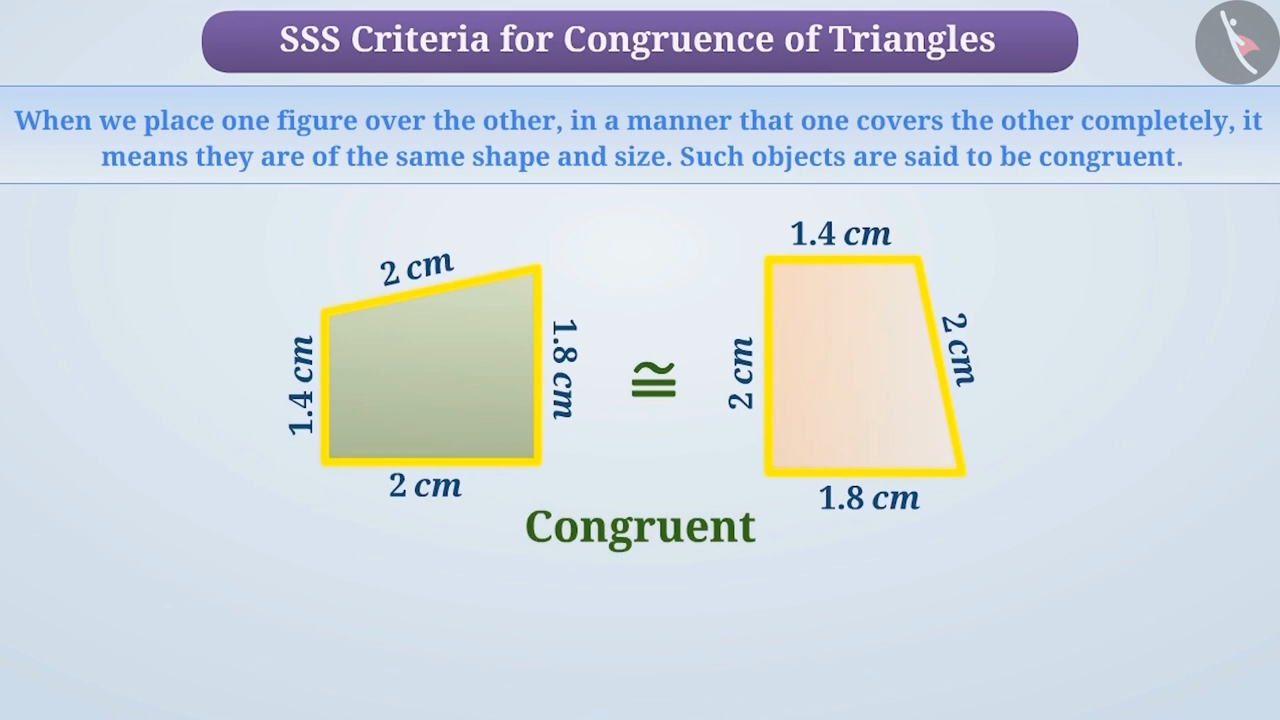 SSS Criteria for Congruence of Triangles
When we place one figure over the other, in a manner that one covers the other completely, it
means they are of the same shape and size. Such objects are said to be congruent.
2 cm
1.4 cm
1.8 cm
2 cm
≅
1.4 cm
2 cm
2 cm
1.8 cm
Congruent